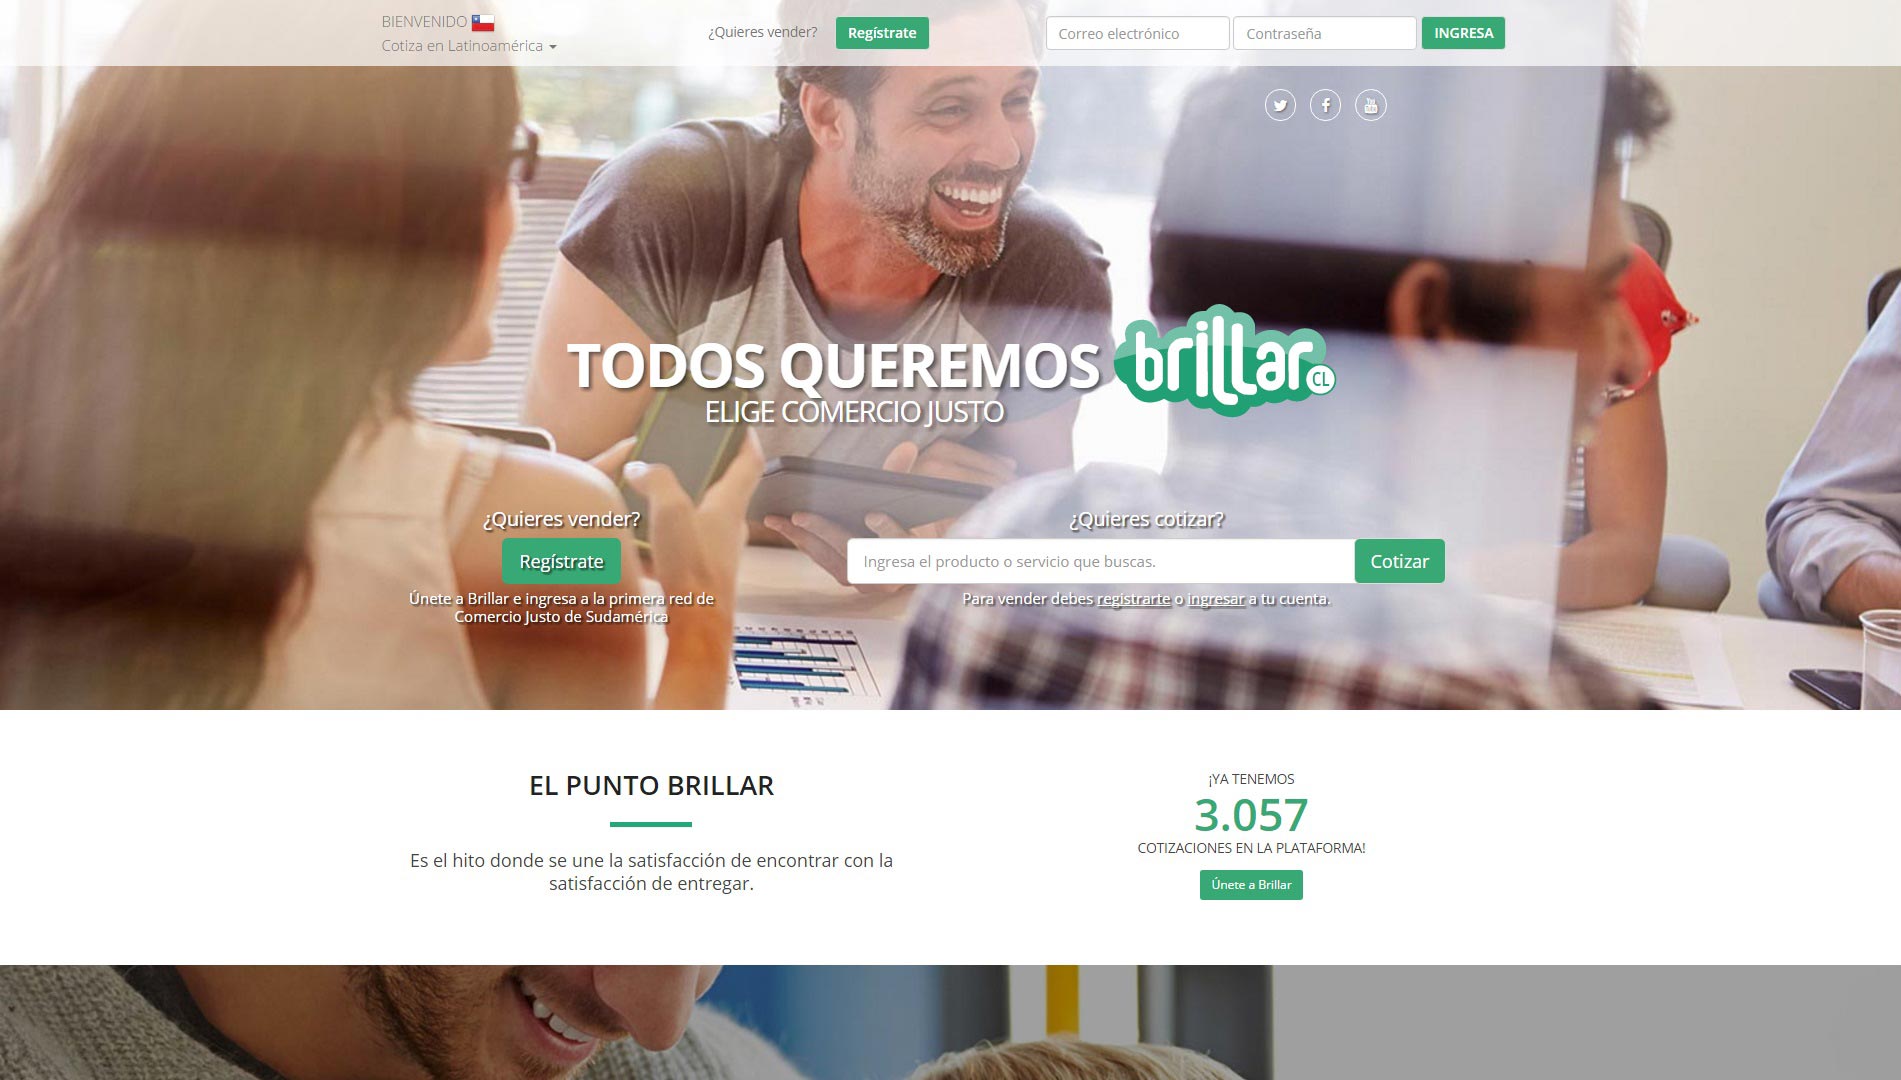 BIENVENIDO
Cotiza en Latinoamérica
¿Quieres vender?
Regístrate
Correo electrónico
Contraseña
INGRESA
TODOS QUEREMOS
brillar
CL
ELIGE COMERCIO JUSTO
¿Quieres vender?
Regístrate
Únete a Brillar e ingresa a la primera red de
Comercio Justo de Sudamérica
¿Quieres cotizar?
Ingresa el producto o servicio que buscas.
Cotizar
Para vender debes registrarte o ingresar a tu cuenta.
EL PUNTO BRILLAR
Es el hito donde se une la satisfacción de encontrar con la
satisfacción de entregar.
¡YA TENEMOS
3.057
COTIZACIONES EN LA PLATAFORMA!
Únete a Brillar